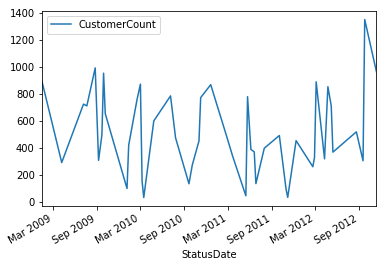 CustomerCount
1400
1200
1000
800
600
400
200
0
Mar 2009
Sep 2009
Mar 2010
Sep 2010
Mar 2011
Sep 2011
Mar 2012
Sep 2012
StatusDate